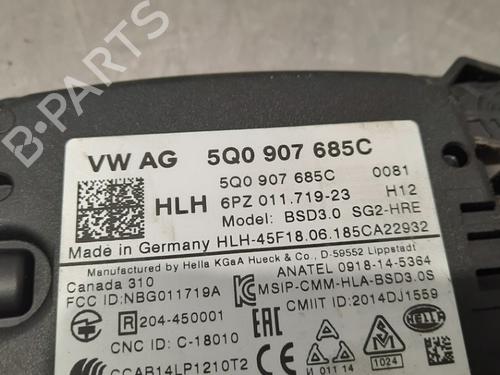 VW AG 5Q0 907 685C
5Q0 907 685C 0081
HLH 6PZ 011.719-23 H12
Model: BSD3.0 SG2-HRE
Made in Germany HLH-45F18.06.185CA22932
Manufactured by Hella KGaA Hueck & Co., D-59552 Lippstadt
Canada 310 ANATEL 0918-14-5364
FCC ID:NBG011719A MSIP-CMM-HLA-BSD3.0S
R 204-450001 EAC CMIIT ID: 2014DJ1559
CNC ID: C-18010 HELLA
CCAB14LP1210T2 CE И 011 14 1024
B-PARTS